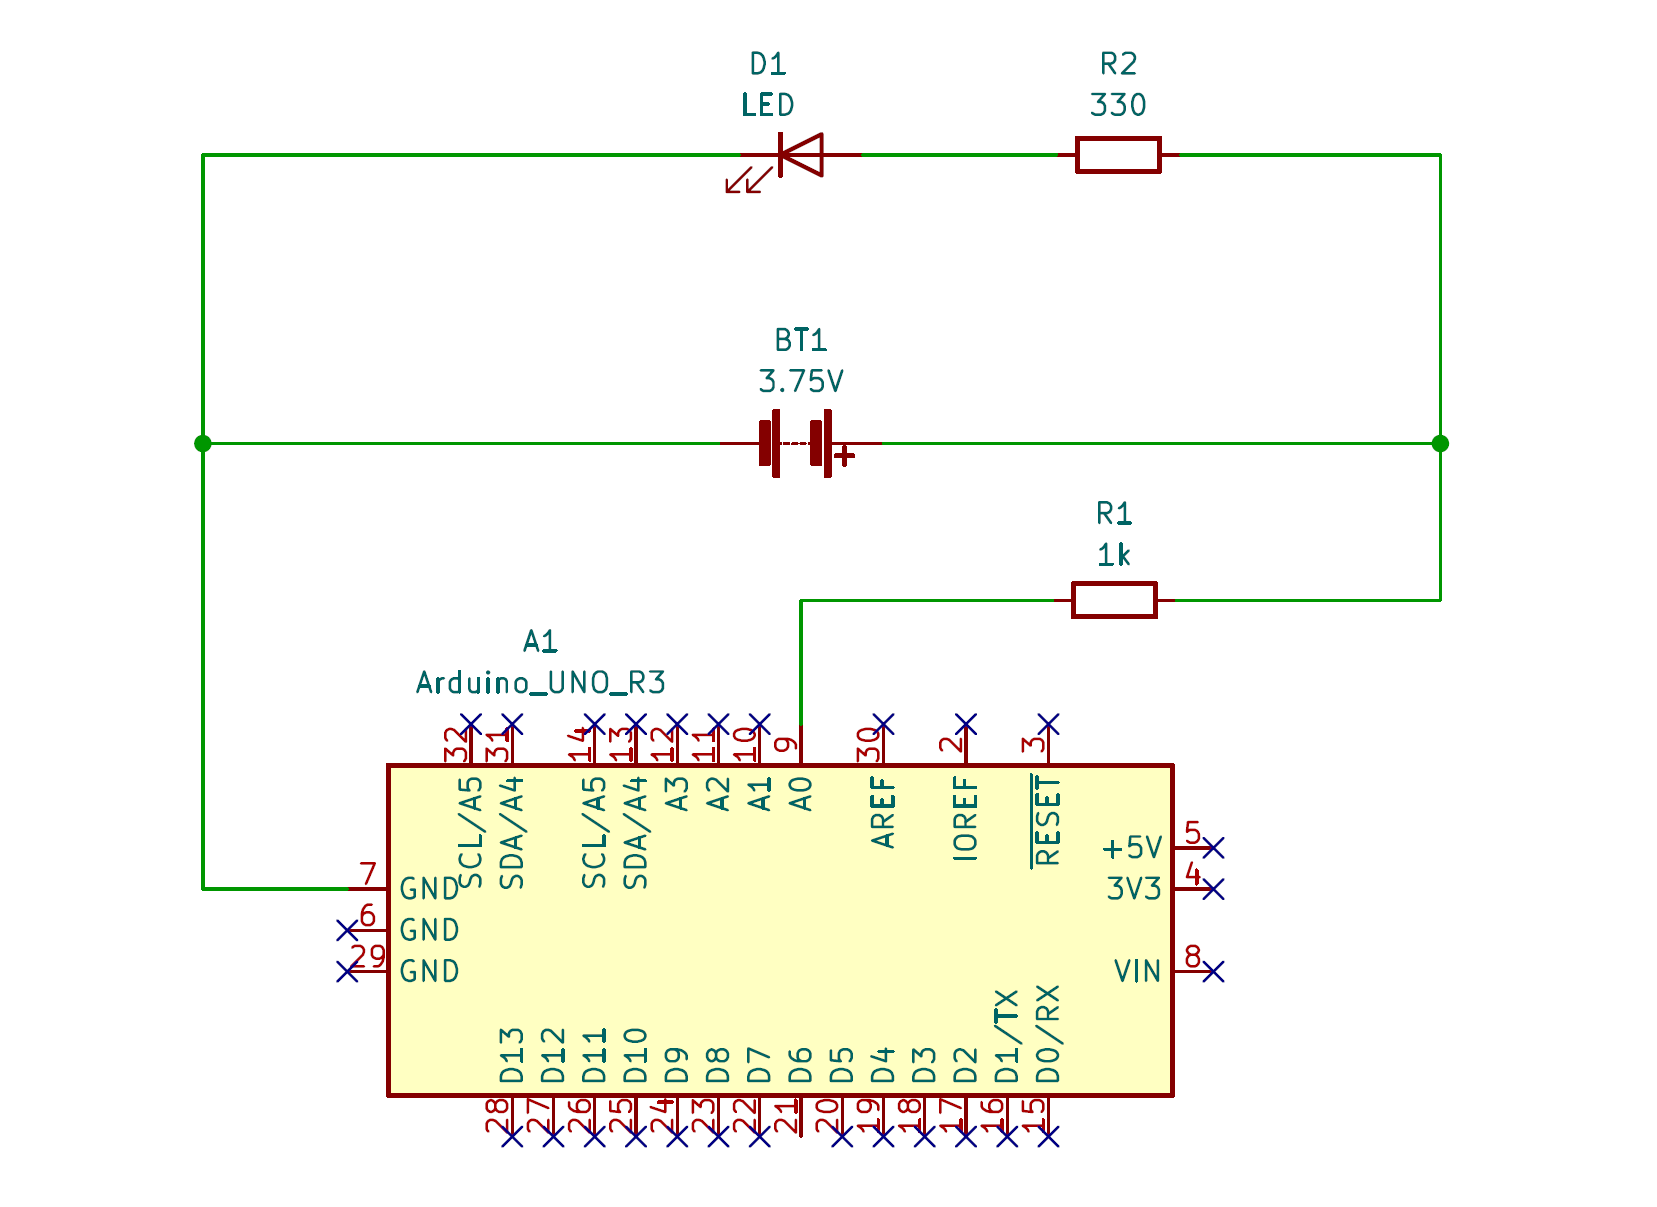 D1
LED
R2
330
BT1
3.75V
+
R1
1k
A1
Arduino_UNO_R3
32
31
14
13
12
11
10
9
30
2
3
SCL/A5
SDA/A4
SCL/A5
SDA/A4
A3
A2
A1
A0
AREF
IOREF
RESET
7
GND
6
GND
29
GND
5
+5V
4
3V3
8
VIN
D13
D12
D11
D10
D9
D8
D7
D6
D5
D4
D3
D2
D1/TX
D0/RX
28
27
26
25
24
23
22
21
20
19
18
17
16
15